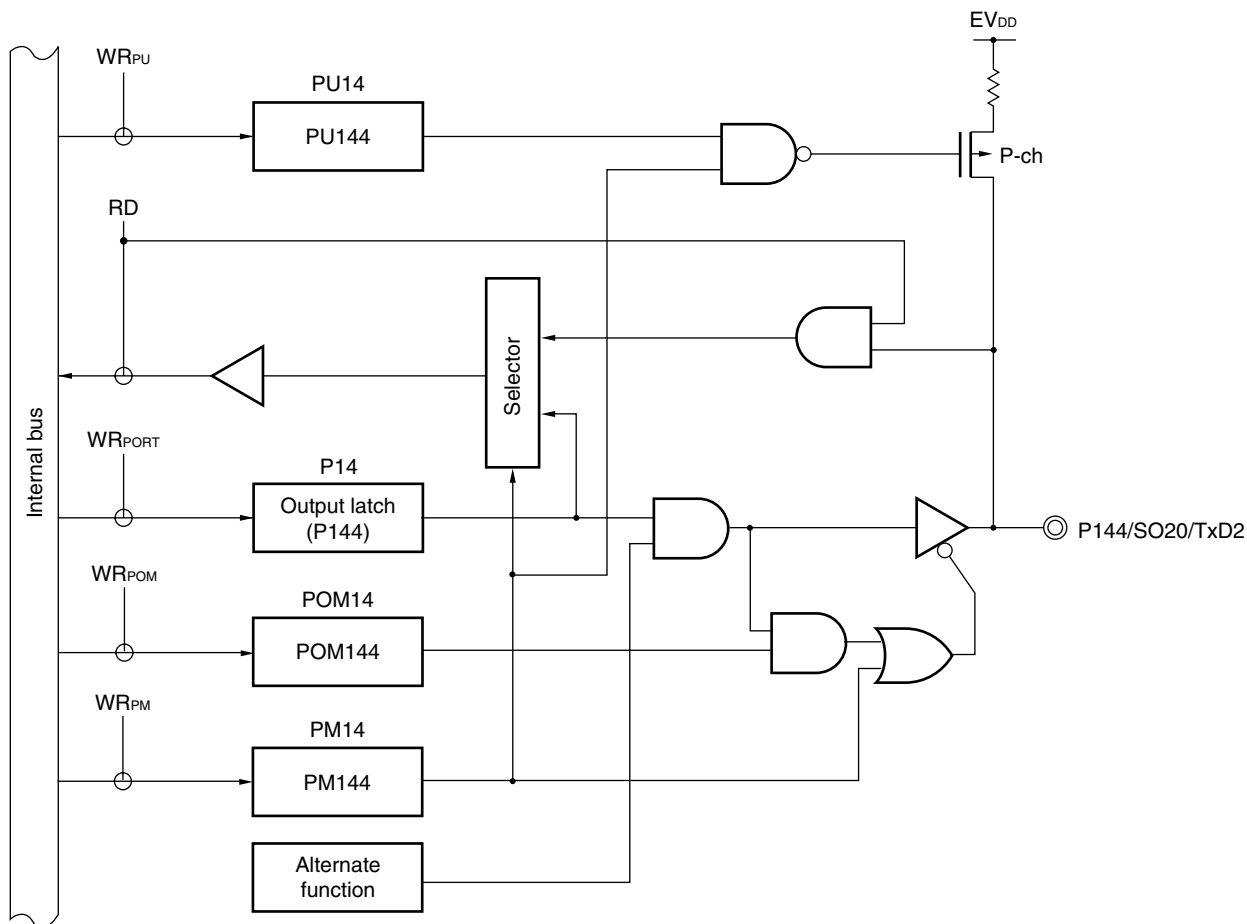 EVDD
WRPU
PU14
PU144
P-ch
RD
Selector
Internal bus
WRPORT
P14
Output latch
(P144)
P144/SO20/TxD2
WRPOM
POM14
POM144
WRPM
PM14
PM144
Alternate
function